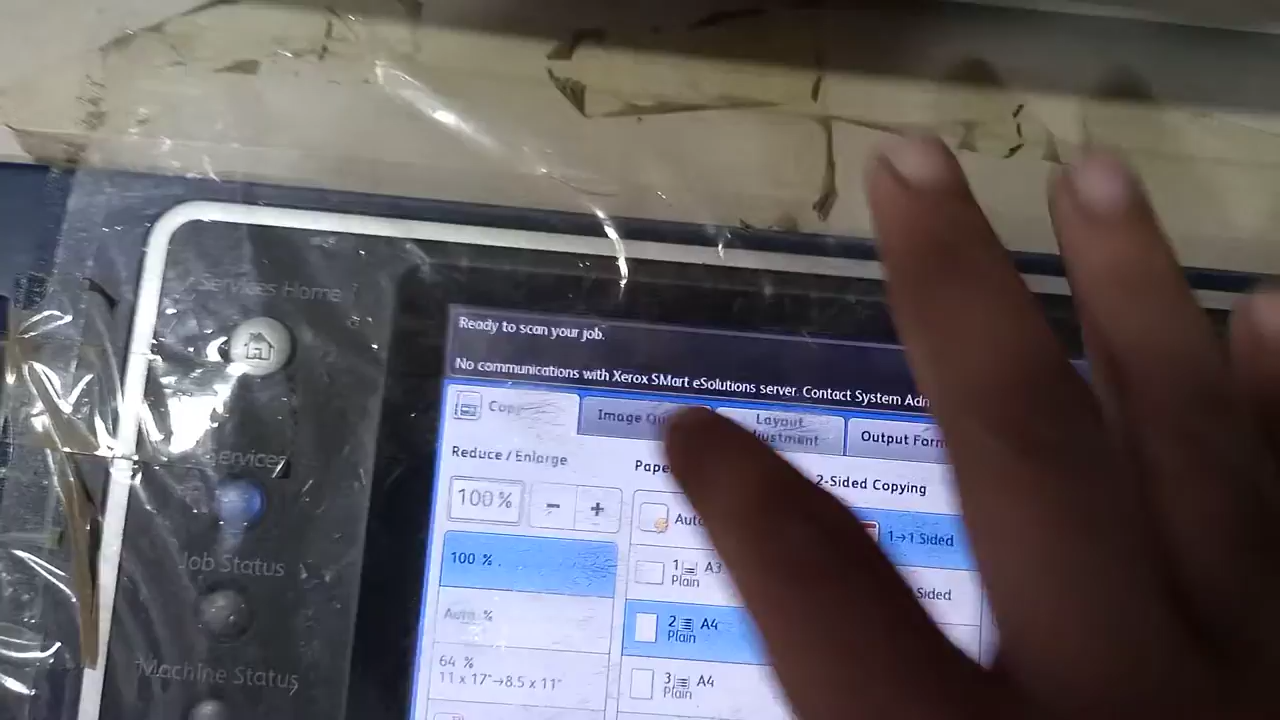 Services Home
Ready to scan your job.
No communications with Xerox SMart eSolutions server. Contact System Adm
Copy
Image Qu
Layout
Adjustment
Output Form
Services
Reduce / Enlarge
Pape
2-Sided Copying
100 %
- +
Auto
1→1 Sided
100 %
1 A3
Plain
Sided
Job Status
Auto %
2 A4
Plain
64 %
11 x 17"→8.5 x 11"
3 A4
Plain
Machine Status